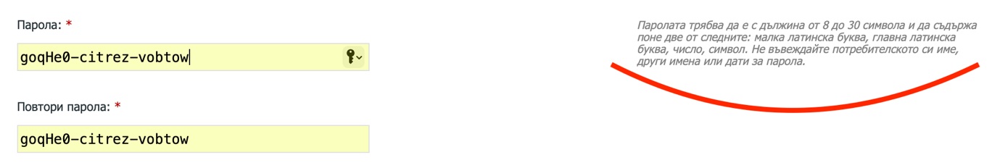 Парола: *
Паролата трябва да е с дължина от 8 до 30 символа и да съдържа
поне две от следните: малка латинска буква, главна латинска
буква, число, символ. Не въвеждайте потребителското си име,
други имена или дати за парола.
goqHe0-citrez-vobtow
Повтори парола: *
goqHe0-citrez-vobtow